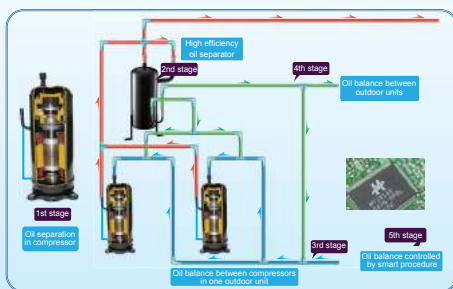 High efficiency
oil separator
2nd stage
4th stage
Oil balance between
outdoor units
1st stage
Oil separation
in compressor
3rd stage
5th stage
Oil balance controlled
by smart procedure
Oil balance between compressors
in one outdoor unit